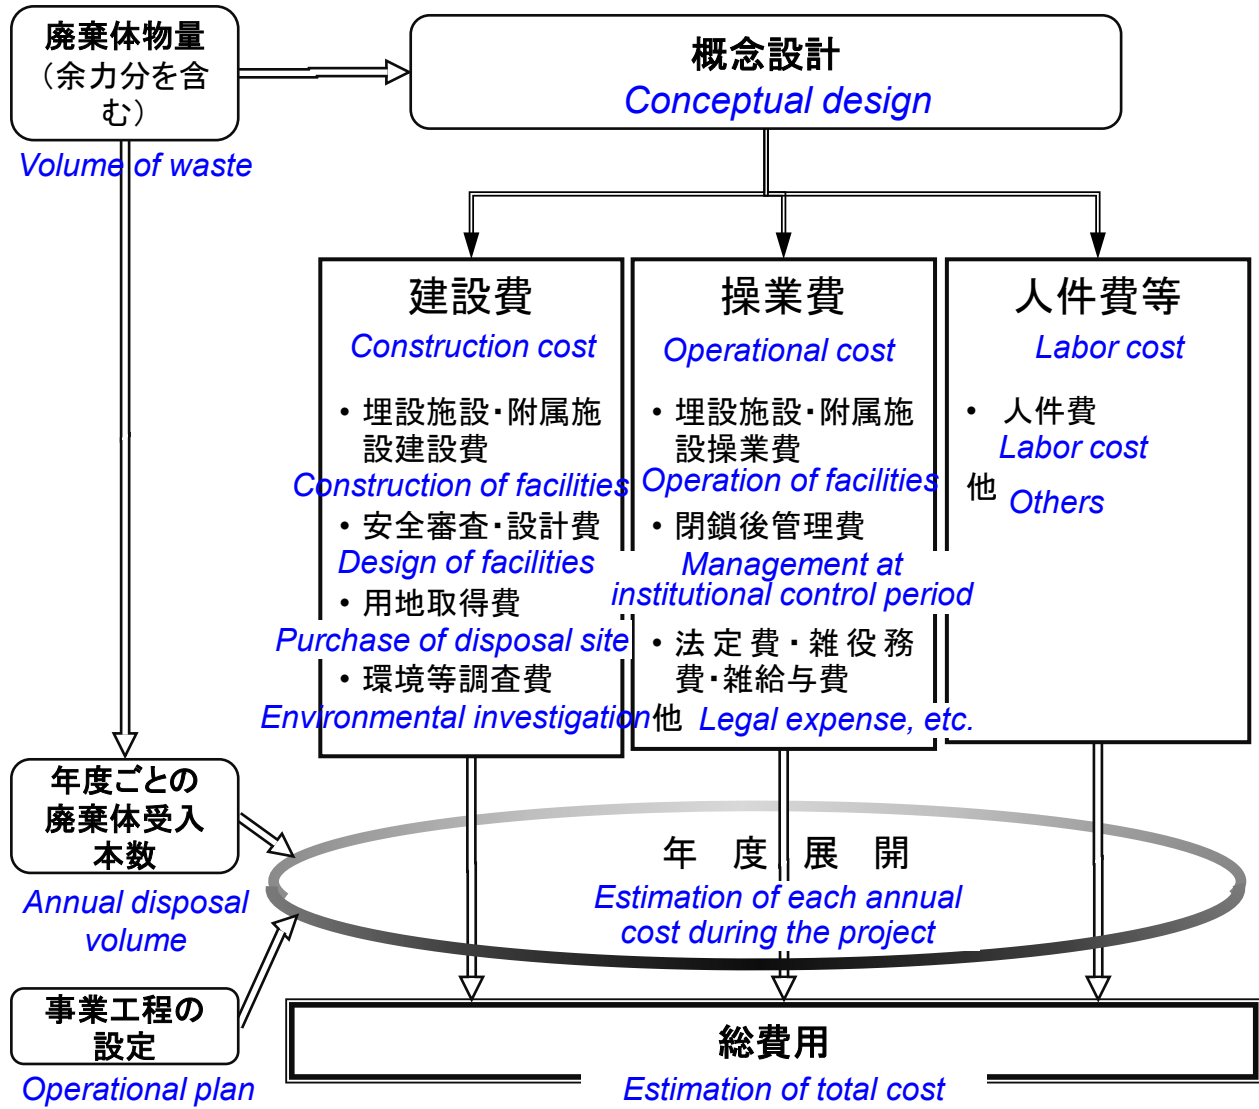 廃棄体物量
（余力分を含
む）
Volume of waste
概念設計
Conceptual design
建設費
Construction cost
• 埋設施設・附属施
設建設費
Construction of facilities
• 安全審査・設計費
Design of facilities
• 用地取得費
Purchase of disposal site
• 環境等調査費
Environmental investigation
操業費
Operational cost
• 埋設施設・附属施
設操業費
Operation of facilities
• 閉鎖後管理費
Management at
institutional control period
• 法定費・雑役務
費・雑給与費
他 Legal expense, etc.
人件費等
Labor cost
• 人件費
Labor cost
他 Others
年度ごとの
廃棄体受入
本数
Annual disposal
volume
年 度 展 開
Estimation of each annual
cost during the project
事業工程の
設定
Operational plan
総費用
Estimation of total cost